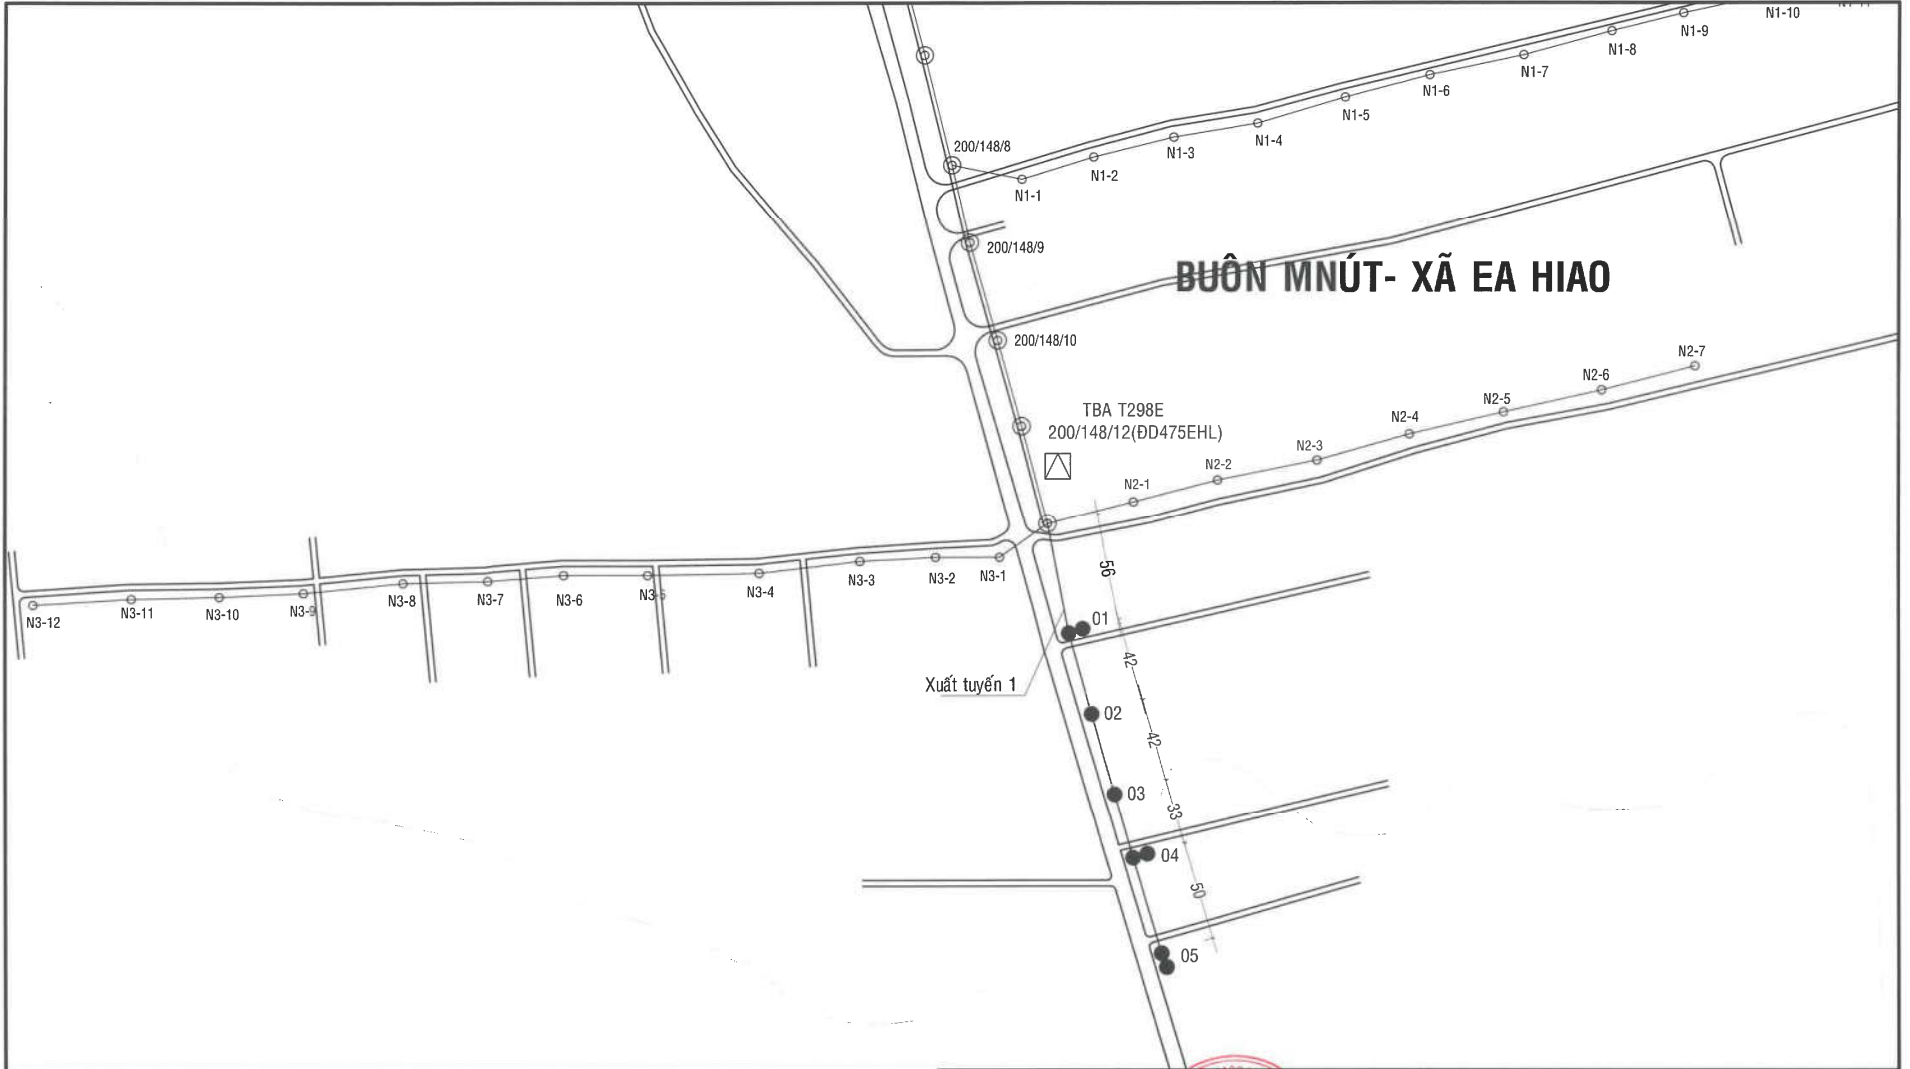 N1-10
N1-9
N1-8
N1-7
N1-6
N1-5
N1-4
N1-3
N1-2
N1-1
200/148/8
200/148/9
BUÔN MNÚT- XÃ EA HIAO
200/148/10
N2-7
N2-6
N2-5
N2-4
N2-3
N2-2
N2-1
TBA T298E
200/148/12(ĐD475EHL)
N3-1
N3-2
N3-3
N3-4
N3-5
N3-6
N3-7
N3-8
N3-9
N3-10
N3-11
N3-12
56
01
42
Xuất tuyến 1
02
42
03
33
04
50
05